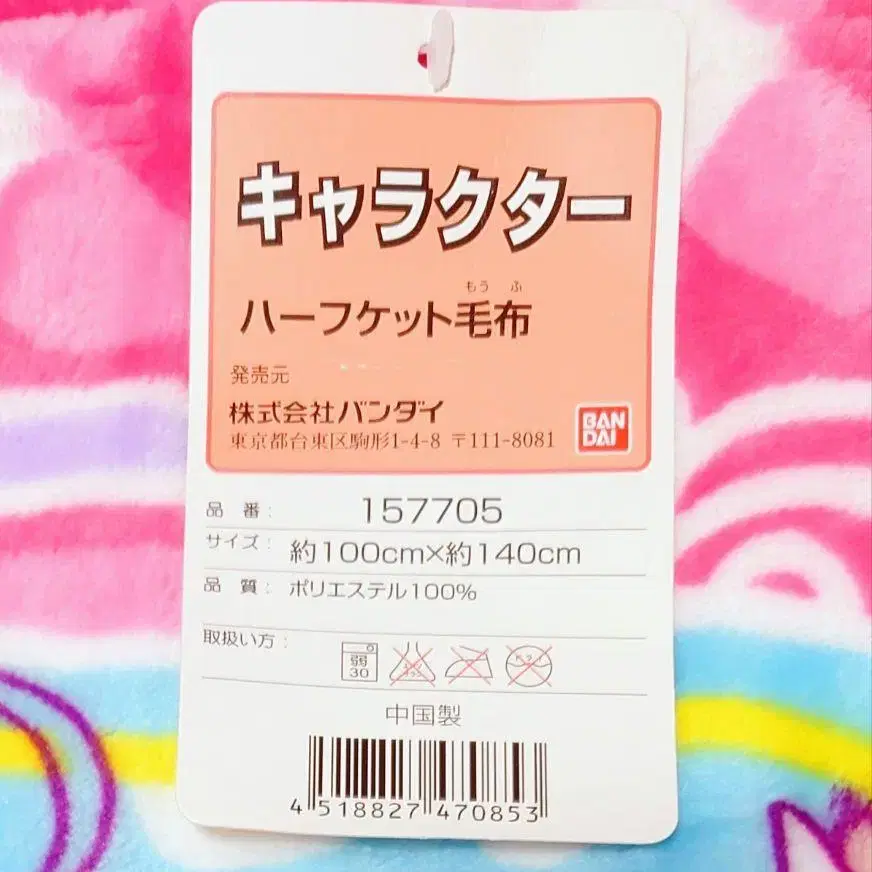 キャラクター
もうふ
ハーフケット毛布
発売元
株式会社バンダイ
東京都台東区駒形1-4-8 〒111-8081
BAN
DAI
品番: 157705
サイズ: 約100cm×約140cm
品質: ポリエステル100%
取扱い方:
弱
30
中国製
4 518827 470853